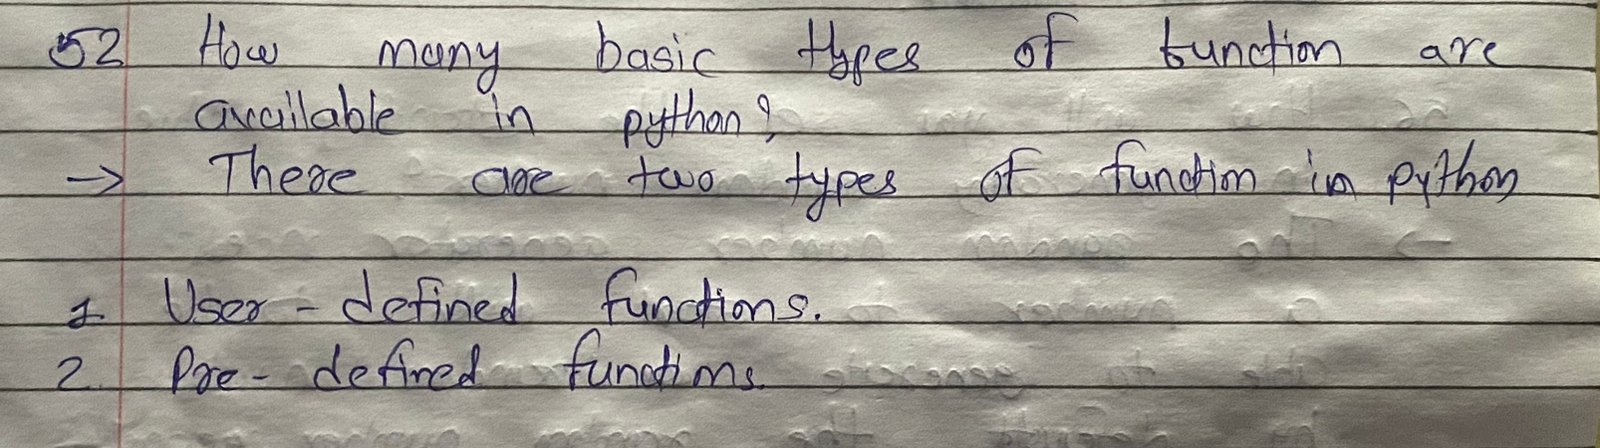 52 How many basic types of function are
available in python?
→ There are two types of function in python
1. User-defined functions.
2. Pre-defined functions.